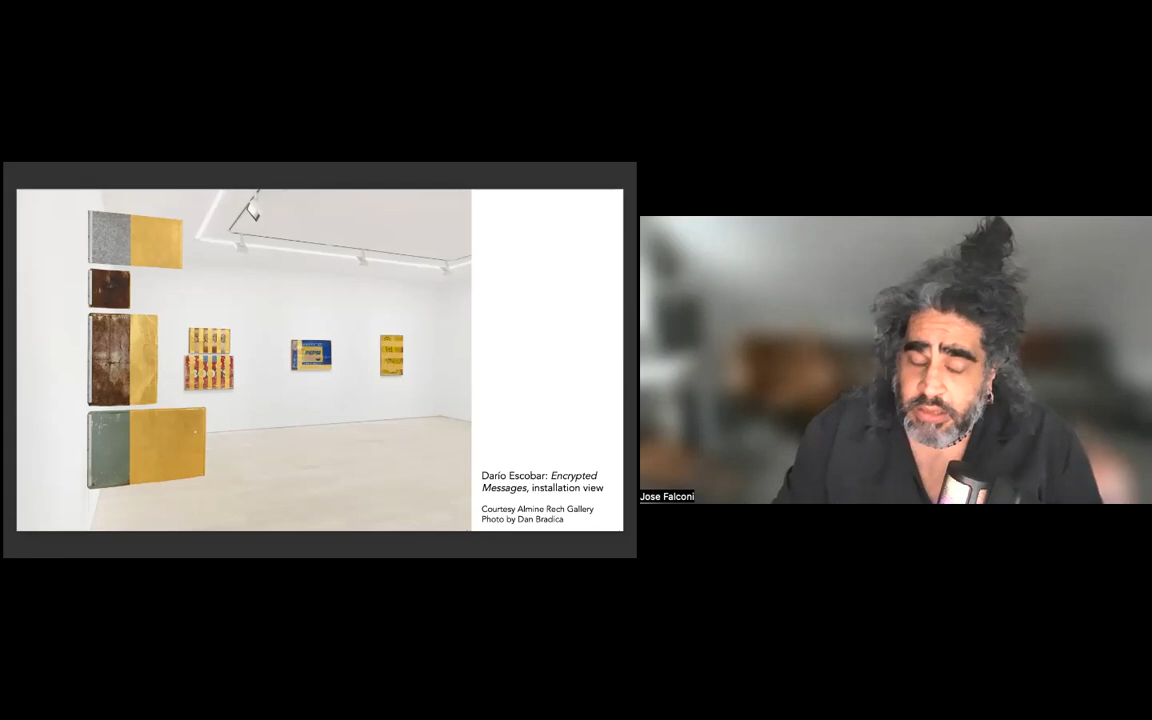 Darío Escobar: Encrypted
Messages, installation view
Courtesy Almine Rech Gallery
Photo by Dan Bradica
Jose Falconi